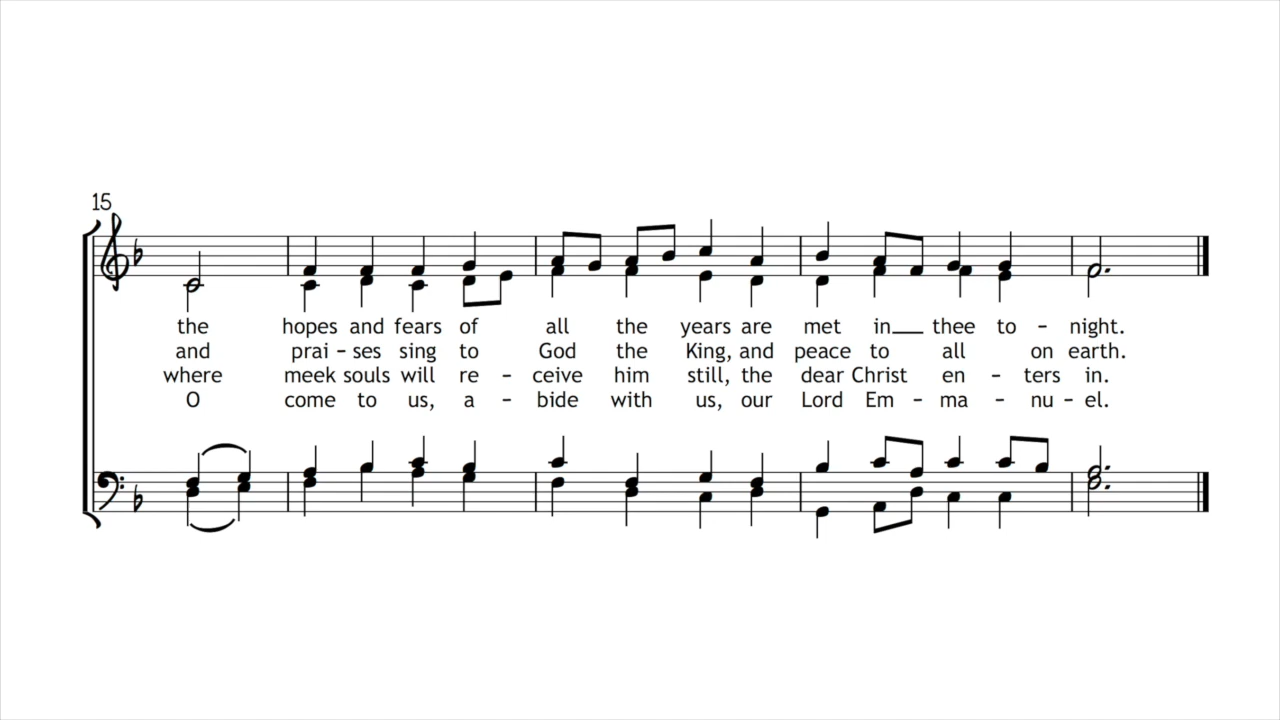 15
the hopes and fears of all the years are met in__ thee to - night.
and prai - ses sing to God the King, and peace to all on earth.
where meek souls will re - ceive him still, the dear Christ en - ters in.
O come to us, a - bide with us, our Lord Em - ma - nu - el.